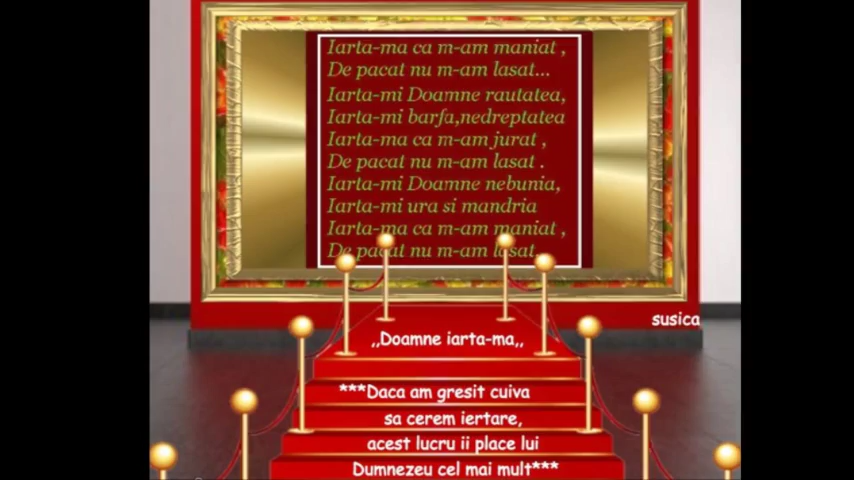 Iarta-ma ca m-am maniat ,
De pacat nu m-am lasat...
Iarta-mi Doamne rautatea,
Iarta-mi barfa,nedreptatea
Iarta-ma ca m-am jurat ,
De pacat nu m-am lasat .
Iarta-mi Doamne nebunia,
Iarta-mi ura si mandria
Iarta-ma ca m-am maniat ,
De pacat nu m-am lasat
susica
,,Doamne iarta-ma,,
***Daca am gresit cuiva
sa cerem iertare,
acest lucru ii place lui
Dumnezeu cel mai mult***